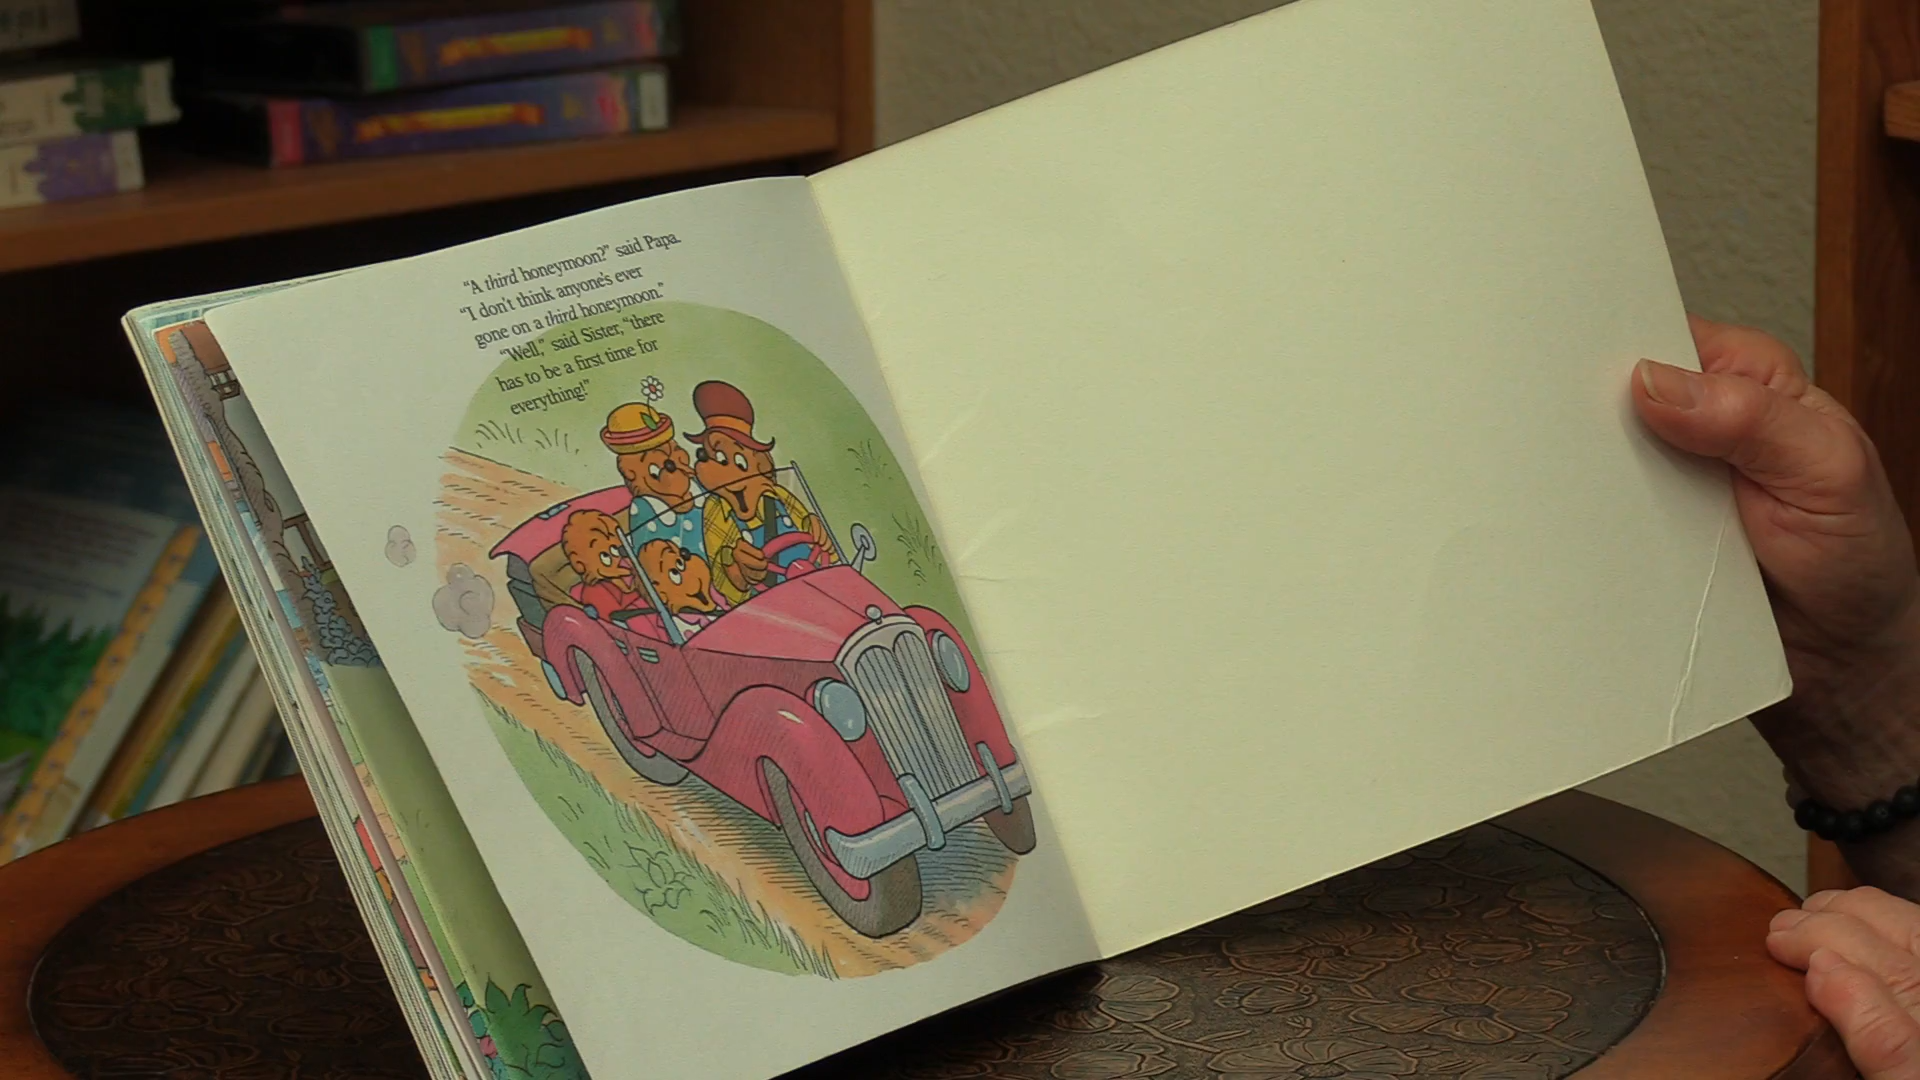 “A third honeymoon?” said Papa.
“I don't think anyone's ever
gone on a third honeymoon.”
“Well,” said Sister, “there
has to be a first time for
everything!”